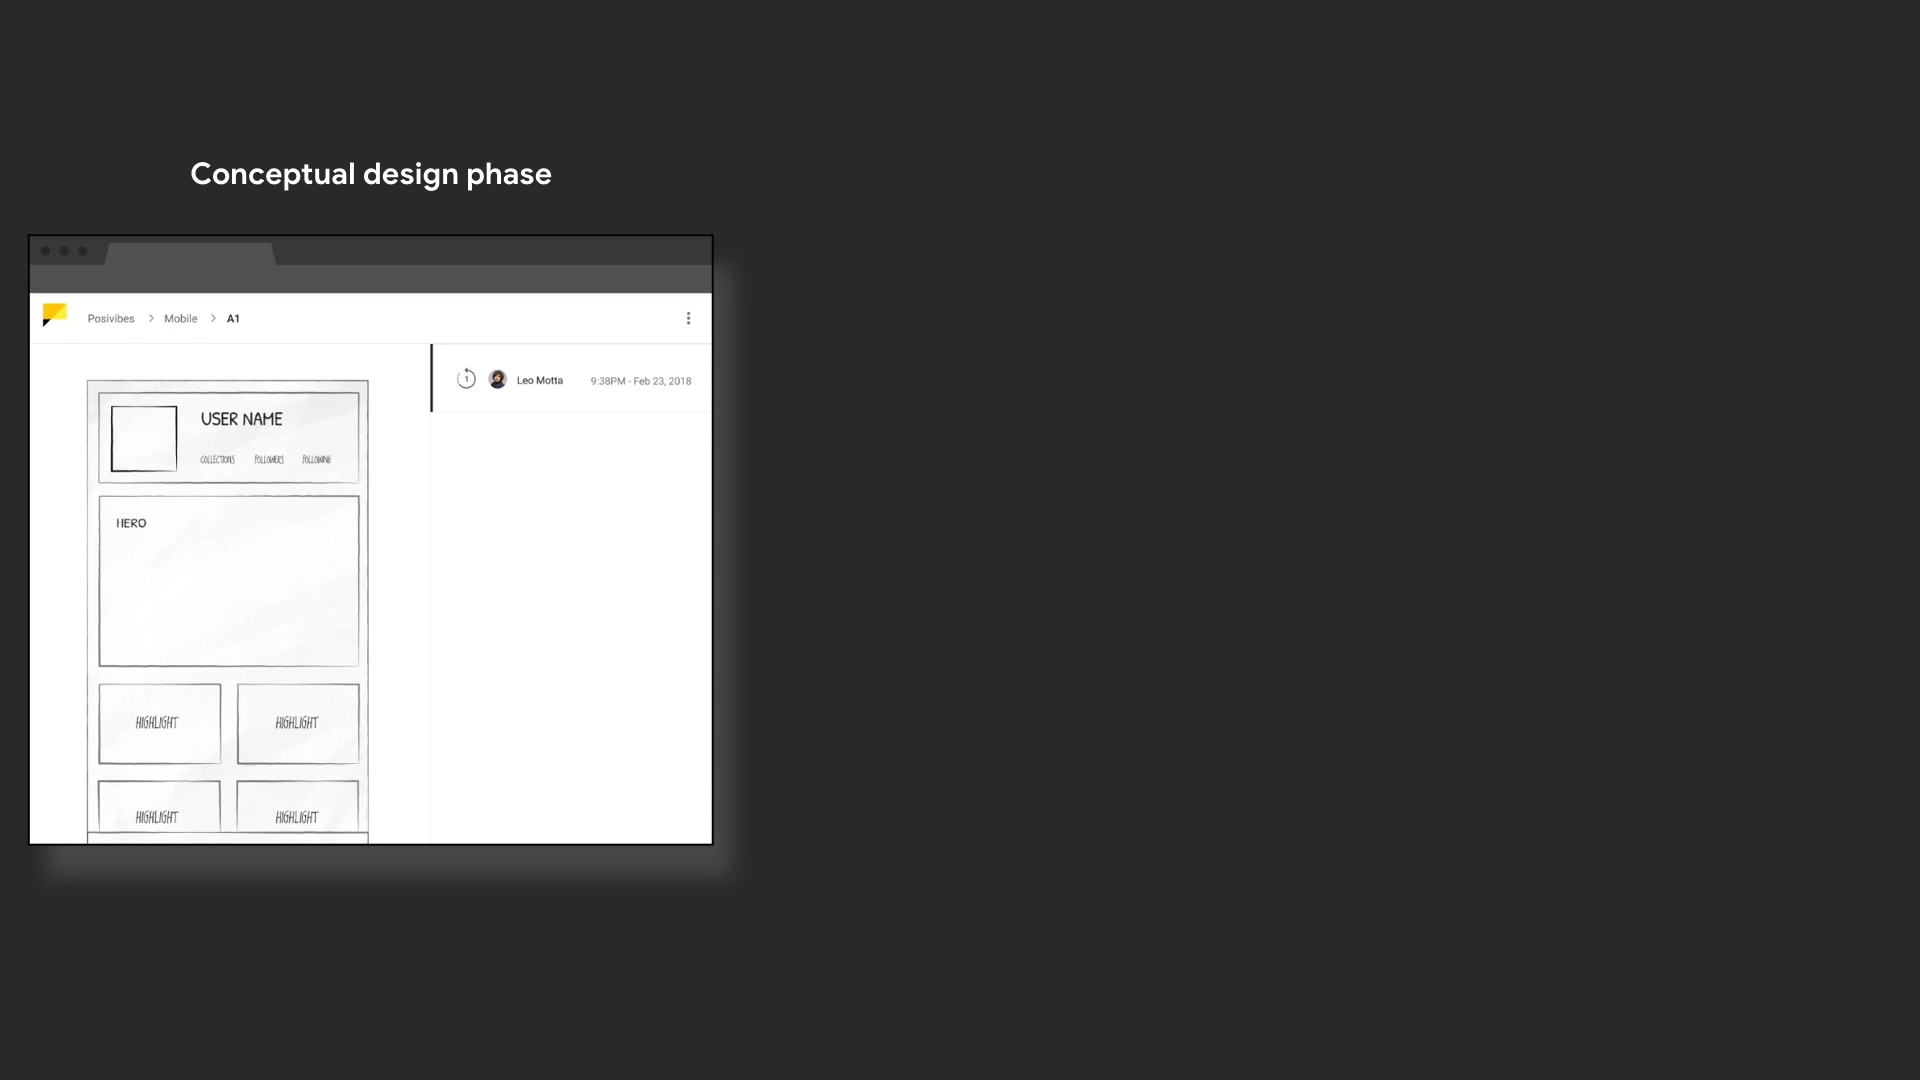 Conceptual design phase
Posivibes > Mobile > A1
1 Leo Motta 9:38PM - Feb 23, 2018
USER NAME
COLLECTIONS FOLLOWERS FOLLOWING
HERO
HIGHLIGHT HIGHLIGHT
HIGHLIGHT HIGHLIGHT